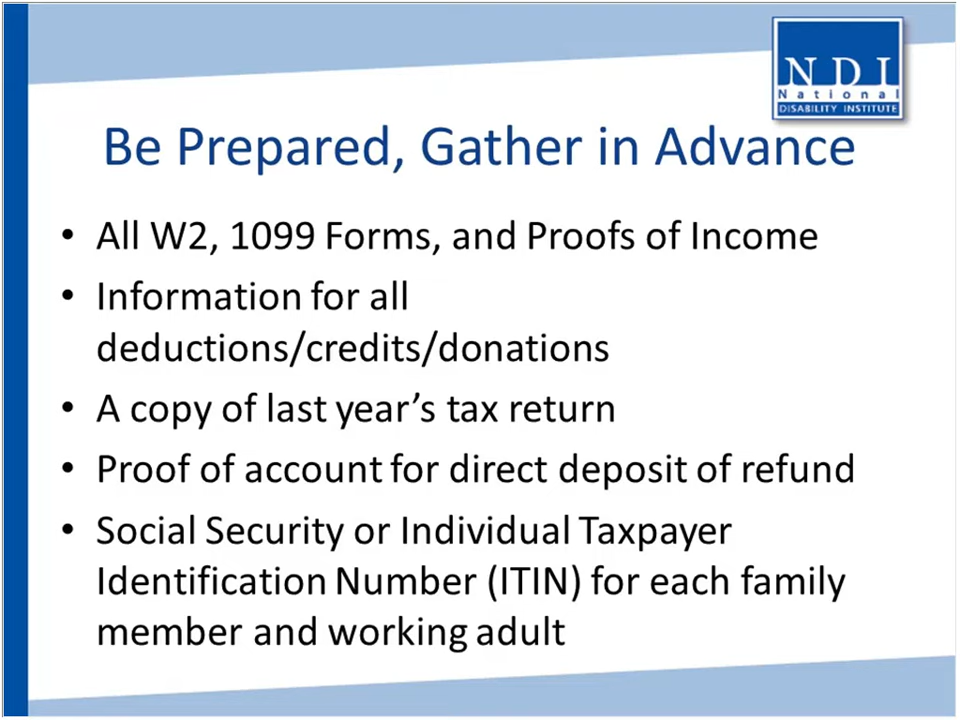 NDI
National
DISABILITY INSTITUTE
Be Prepared, Gather in Advance
• All W2, 1099 Forms, and Proofs of Income
• Information for all
deductions/credits/donations
• A copy of last year’s tax return
• Proof of account for direct deposit of refund
• Social Security or Individual Taxpayer
Identification Number (ITIN) for each family
member and working adult